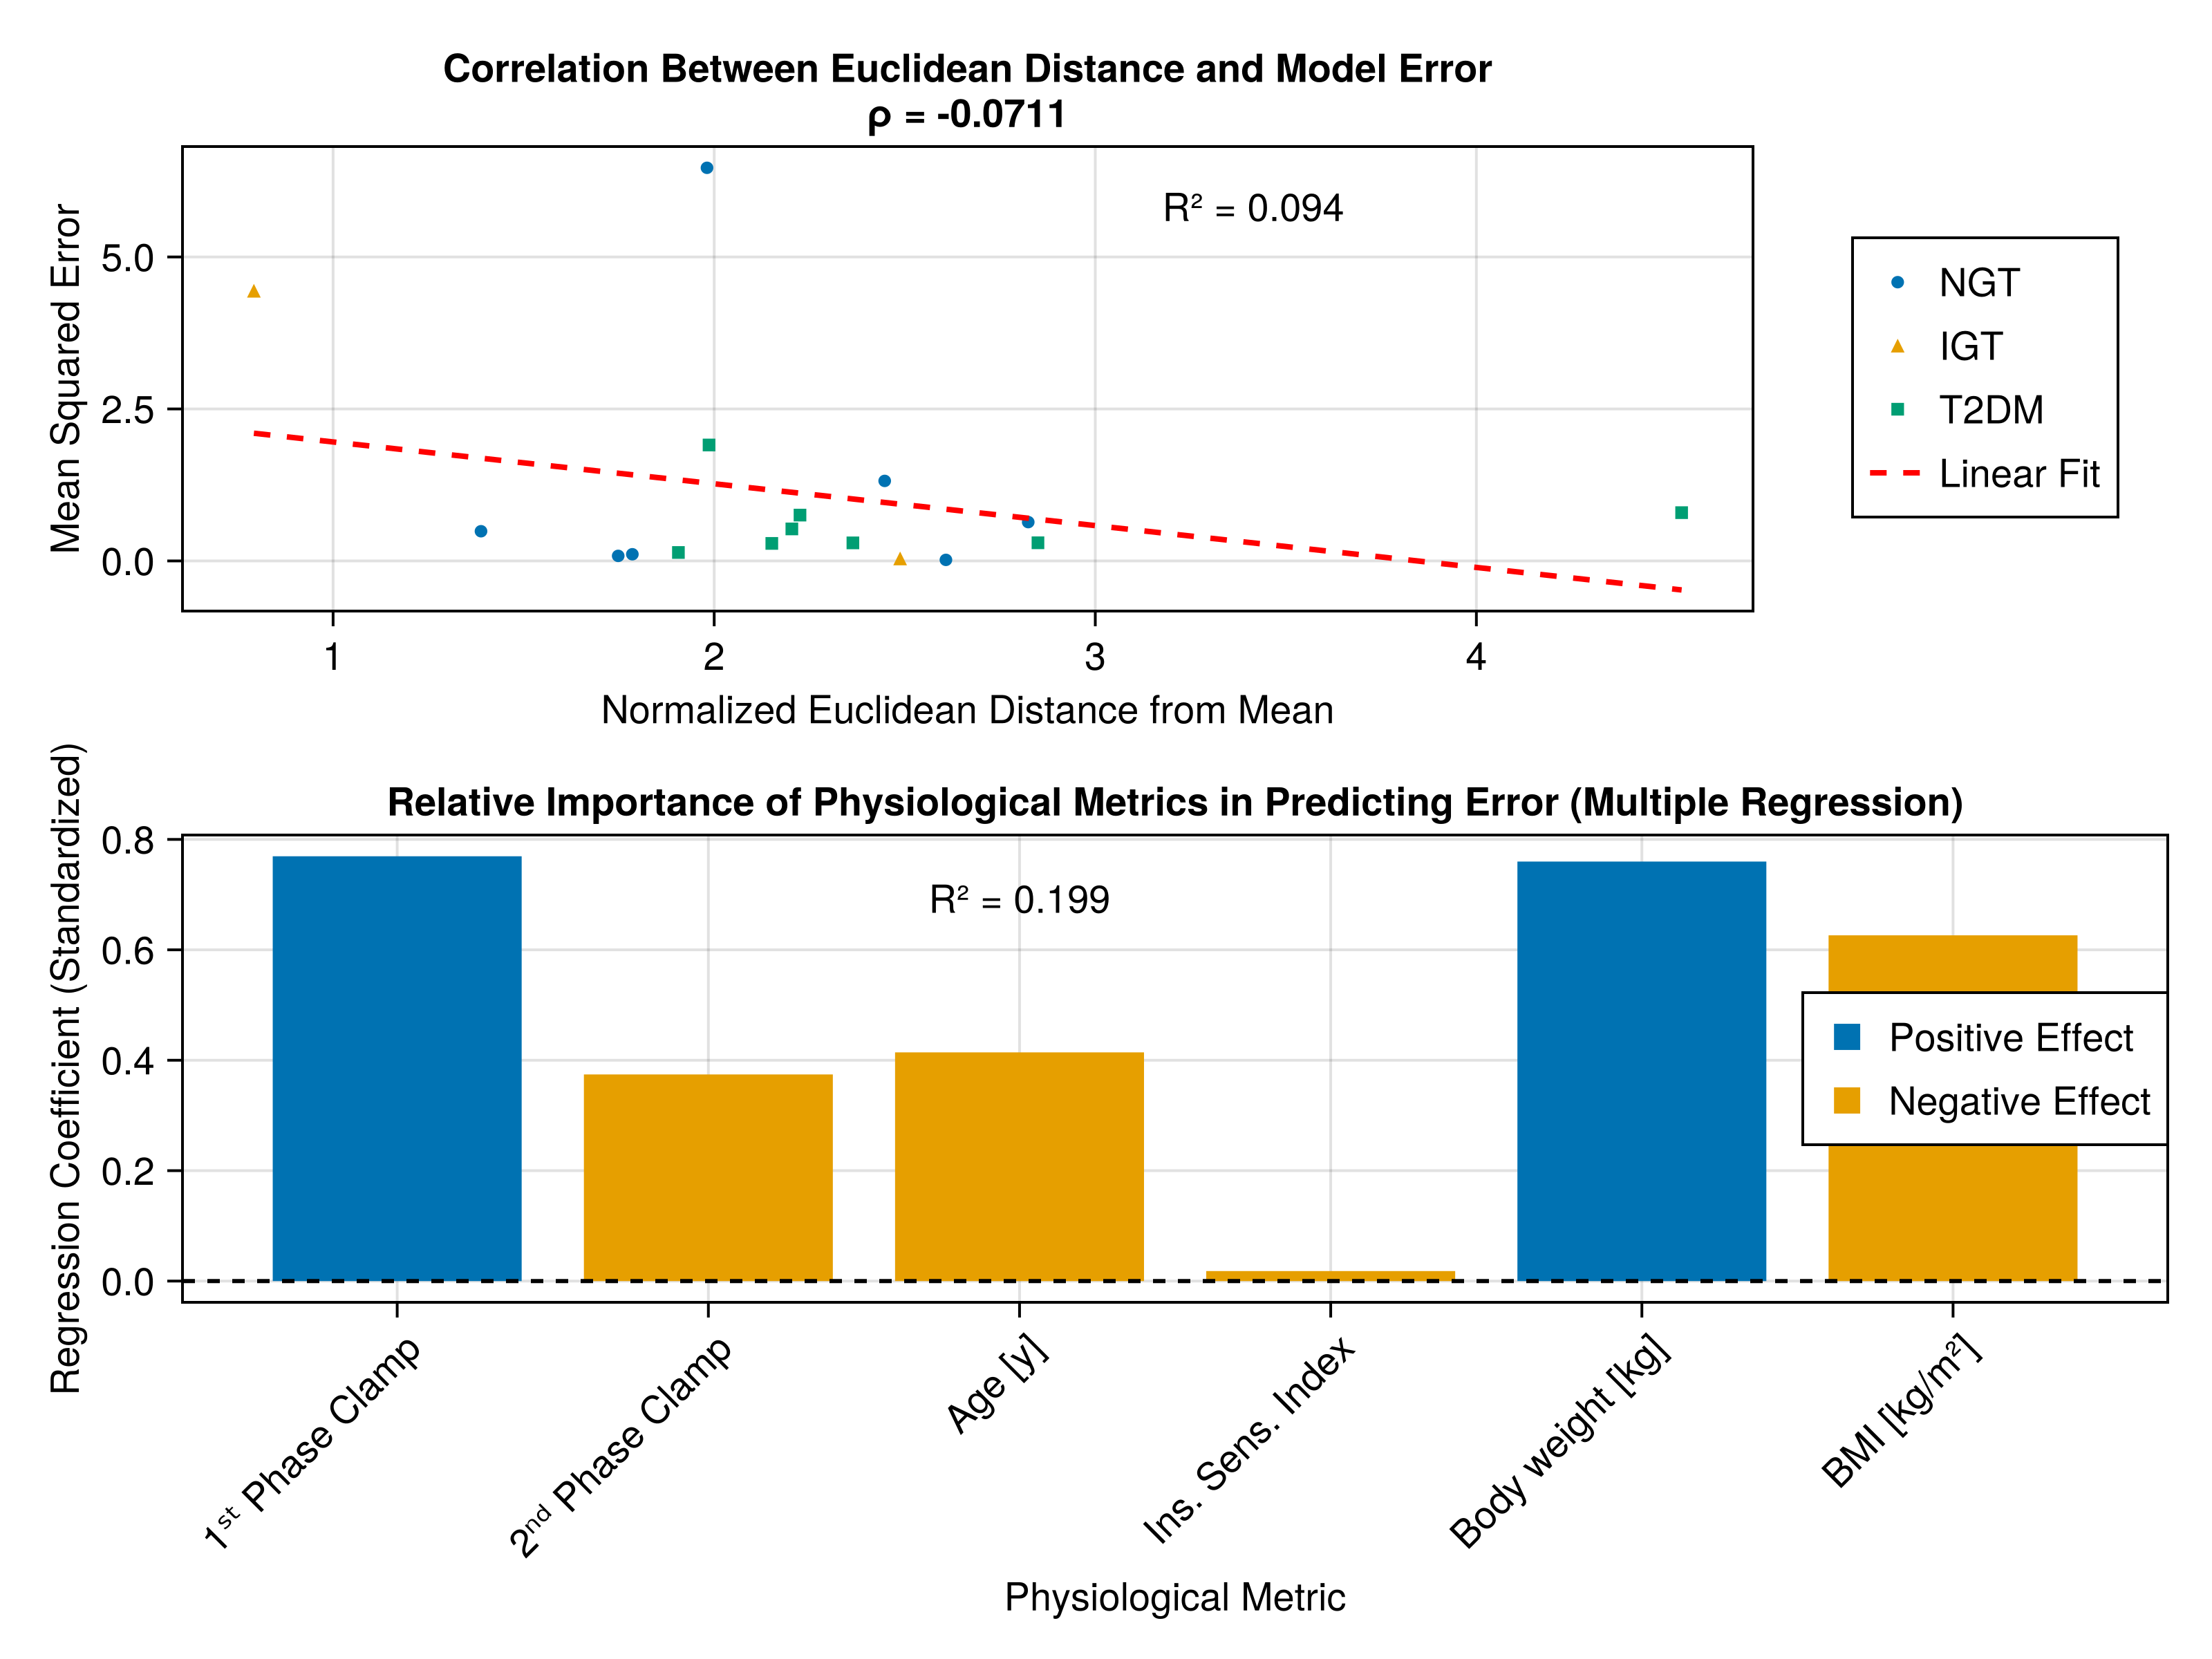 Correlation Between Euclidean Distance and Model Error
ρ = -0.0711
R² = 0.094
Mean Squared Error
5.0
2.5
0.0
1
2
3
4
Normalized Euclidean Distance from Mean
NGT
IGT
T2DM
Linear Fit
Relative Importance of Physiological Metrics in Predicting Error (Multiple Regression)
R² = 0.199
Regression Coefficient (Standardized)
0.8
0.6
0.4
0.2
0.0
Positive Effect
Negative Effect
1ˢᵗ Phase Clamp
2ⁿᵈ Phase Clamp
Age [y]
Ins. Sens. Index
Body weight [kg]
BMI [kg/m²]
Physiological Metric